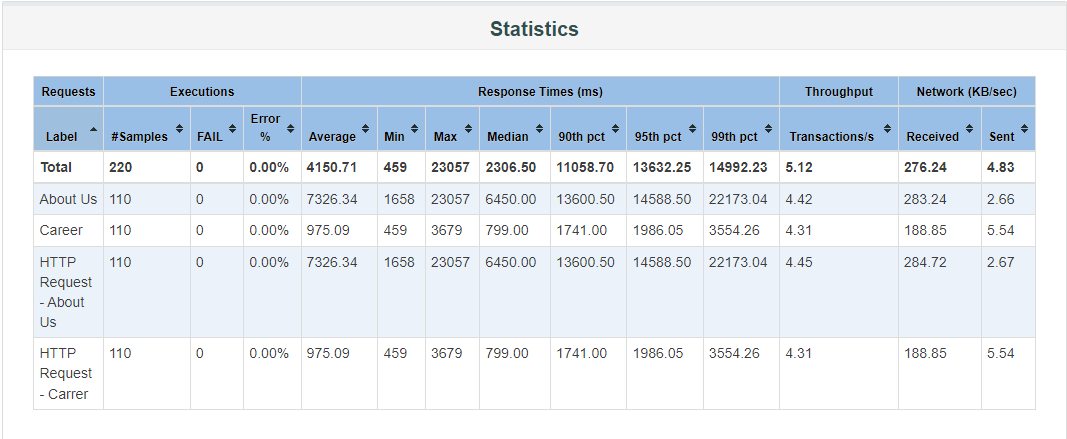 Statistics
Requests Executions Response Times (ms) Throughput Network (KB/sec)
Label #Samples FAIL Error % Average Min Max Median 90th pct 95th pct 99th pct Transactions/s Received Sent
Total 220 0 0.00% 4150.71 459 23057 2306.50 11058.70 13632.25 14992.23 5.12 276.24 4.83
About Us 110 0 0.00% 7326.34 1658 23057 6450.00 13600.50 14588.50 22173.04 4.42 283.24 2.66
Career 110 0 0.00% 975.09 459 3679 799.00 1741.00 1986.05 3554.26 4.31 188.85 5.54
HTTP 110 0 0.00% 7326.34 1658 23057 6450.00 13600.50 14588.50 22173.04 4.45 284.72 2.67
Request
- About
Us
HTTP 110 0 0.00% 975.09 459 3679 799.00 1741.00 1986.05 3554.26 4.31 188.85 5.54
Request
- Carrer